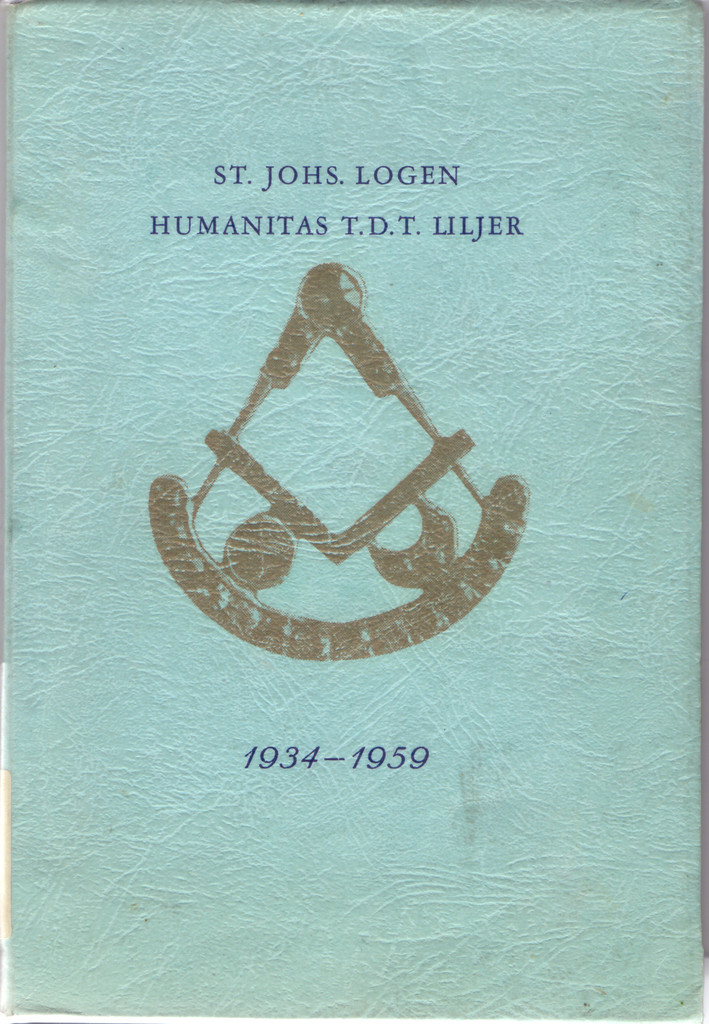 ST. JOHS. LOGEN
HUMANITAS T.D.T. LILJER
1934–1959